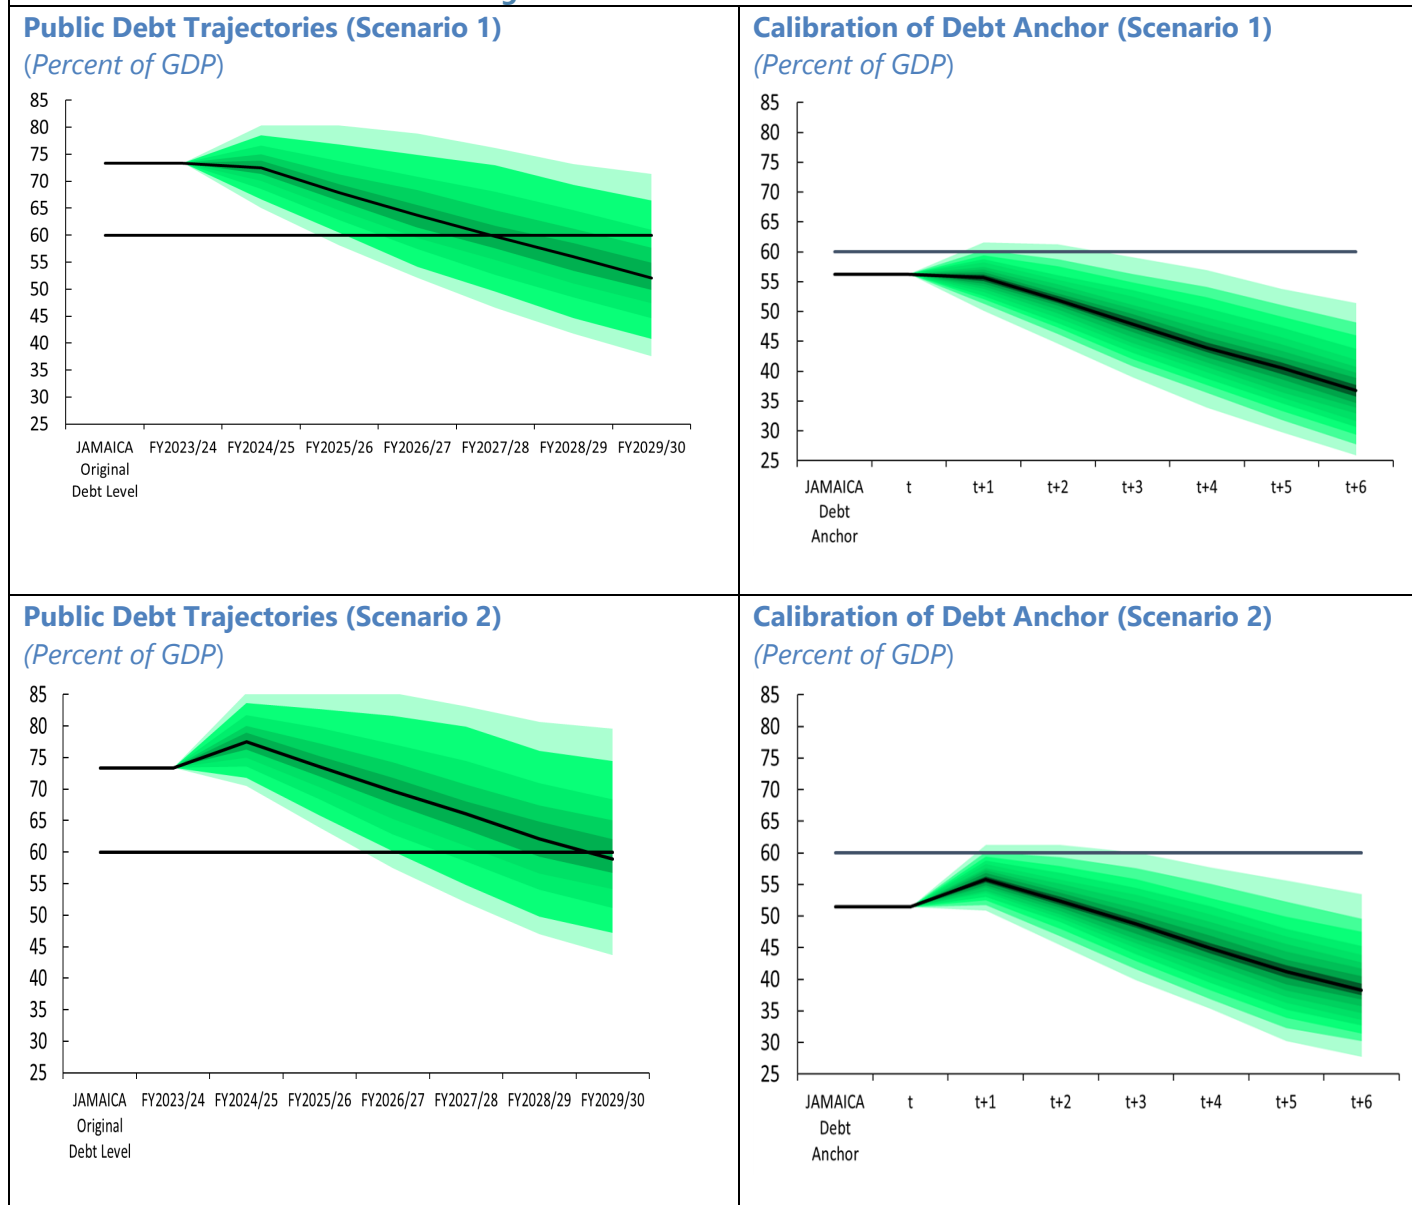 Public Debt Trajectories (Scenario 1)
(Percent of GDP)
85
80
75
70
65
60
55
50
45
40
35
30
25
JAMAICA
Original
Debt Level
FY2023/24 FY2024/25 FY2025/26 FY2026/27 FY2027/28 FY2028/29 FY2029/30
Calibration of Debt Anchor (Scenario 1)
(Percent of GDP)
85
80
75
70
65
60
55
50
45
40
35
30
25
JAMAICA
Debt
Anchor
t t+1 t+2 t+3 t+4 t+5 t+6
Public Debt Trajectories (Scenario 2)
(Percent of GDP)
85
80
75
70
65
60
55
50
45
40
35
30
25
JAMAICA
Original
Debt Level
FY2023/24 FY2024/25 FY2025/26 FY2026/27 FY2027/28 FY2028/29 FY2029/30
Calibration of Debt Anchor (Scenario 2)
(Percent of GDP)
85
80
75
70
65
60
55
50
45
40
35
30
25
JAMAICA
Debt
Anchor
t t+1 t+2 t+3 t+4 t+5 t+6